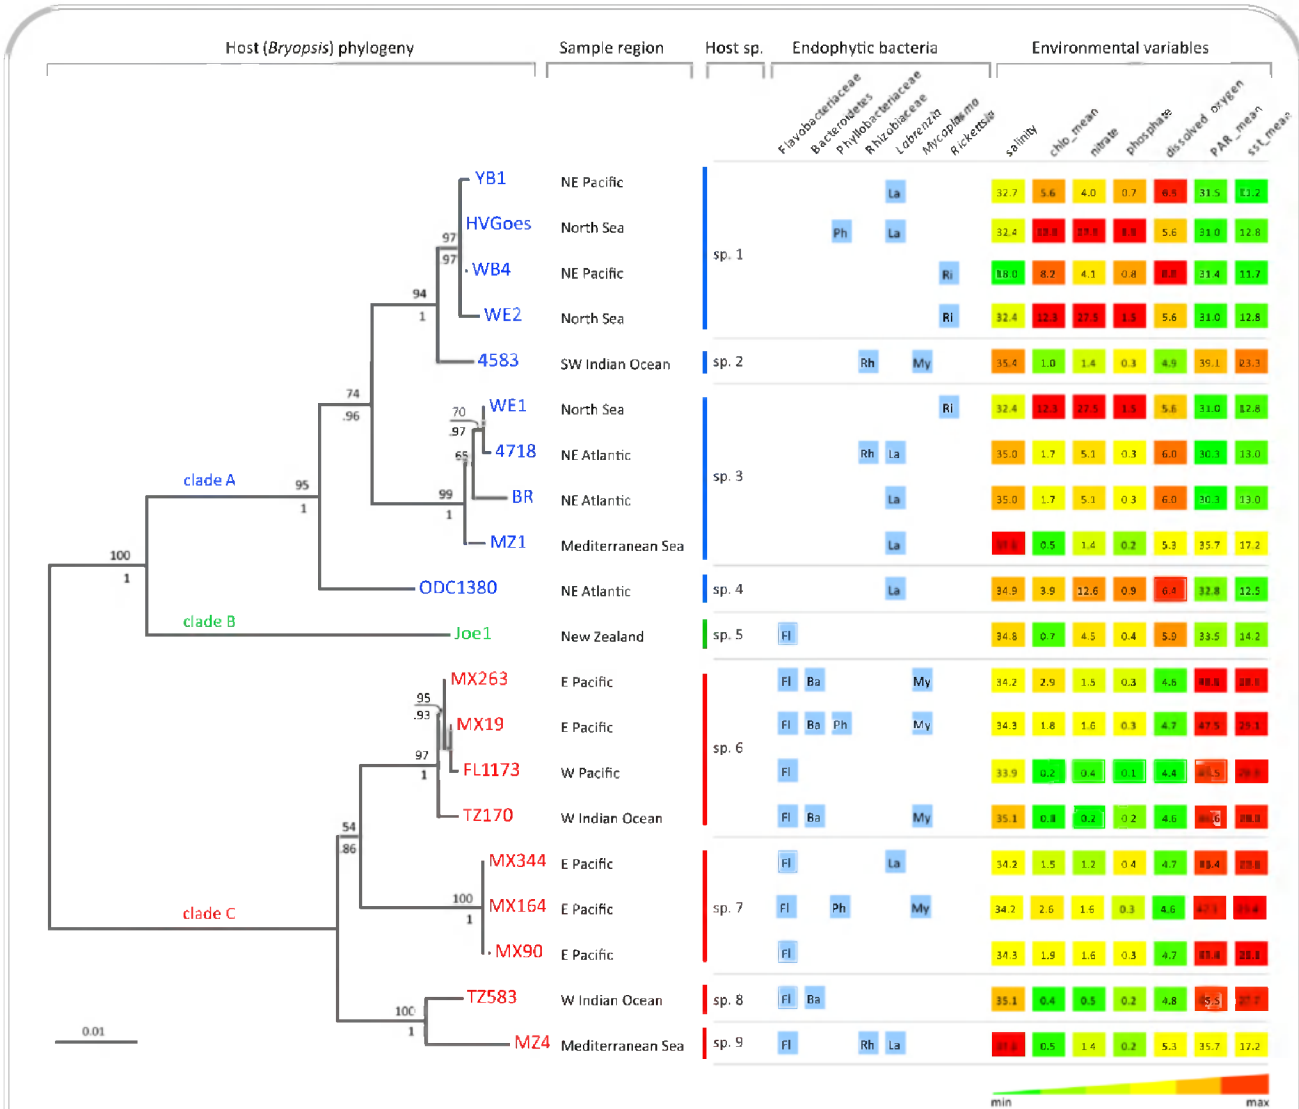 Host (Bryopsis) phylogeny Sample region Host sp. Endophytic bacteria Environmental variables
Flavobacteriaceae Bacteroidetes Phyllobacteriaceae Rhizobiaceae Labrenzia Mycoplasma Rickettsia salinity chlo_mean nitrate phosphate dissolved_oxygen PAR_mean sst_mean
YB1 NE Pacific La 32.7 5.6 4.0 0.7 31.5
HVGoes North Sea Ph La 32.4 5.6 31.0 12.8
97
.97
WB4 NE Pacific Ri 18.0 8.2 4.1 0.8 31.4 11.7
sp. 1
94
1
WE2 North Sea Ri 32.4 12.3 27.5 1.5 5.6 31.0 12.8
4583 SW Indian Ocean sp. 2 Rh My 35.4 1.0 1.4 0.3 4.9 39.1 23.3
74
.96
WE1 North Sea Ri 32.4 12.3 27.5 1.5 5.6 31.0 12.8
70
.97
4718 NE Atlantic Rh La 35.0 1.7 5.1 0.3 6.0 30.3 13.0
65
sp. 3
clade A
95
1
99
1
BR NE Atlantic La 35.0 1.7 5.1 0.3 6.0 30.3 13.0
MZ1 Mediterranean Sea La 0.5 1.4 0.2 5.3 35.7 17.2
100
1
ODC1380 NE Atlantic sp. 4 La 34.9 3.9 12.6 0.9 6.4 32.8 12.5
clade B
Joe1 New Zealand sp. 5 Fl 34.8 0.7 4.5 0.4 5.9 33.5 14.2
MX263 E Pacific Fl Ba My 34.2 2.9 1.5 0.3 4.6
95
.93
MX19 E Pacific Fl Ba Ph My 34.3 1.8 1.6 0.3 4.7 47.5
sp. 6
97
1
FL1173 W Pacific Fl 33.9 0.2 0.4 0.1 4.4
TZ170 W Indian Ocean Fl Ba My 35.1 0.8 0.2 0.2 4.6
54
.86
MX344 E Pacific Fl La 34.2 1.5 1.2 0.4 4.7
clade C
100
1
MX164 E Pacific sp. 7 Fl Ph My 34.2 2.6 1.6 0.3 4.6
MX90 E Pacific Fl 34.3 1.9 1.6 0.3 4.7
TZ583 W Indian Ocean sp. 8 Fl Ba 35.1 0.4 0.5 0.2 4.8
100
1
0.01
MZ4 Mediterranean Sea sp. 9 Fl Rh La 0.5 1.4 0.2 5.3 35.7 17.2
min max